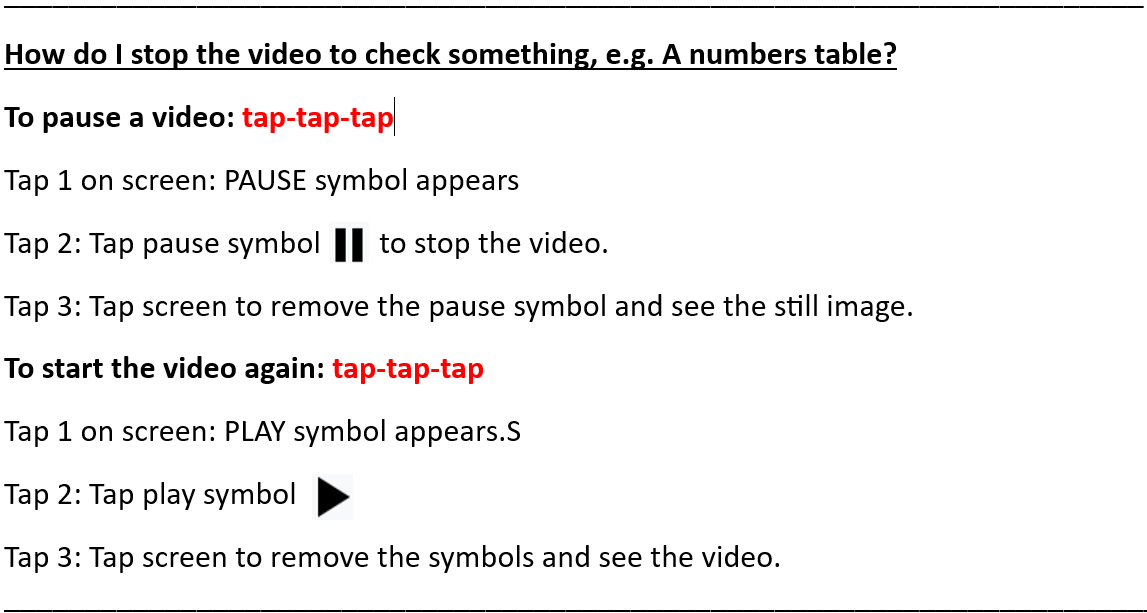 How do I stop the video to check something, e.g. A numbers table?
To pause a video: tap-tap-tap
Tap 1 on screen: PAUSE symbol appears
Tap 2: Tap pause symbol to stop the video.
Tap 3: Tap screen to remove the pause symbol and see the still image.
To start the video again: tap-tap-tap
Tap 1 on screen: PLAY symbol appears.S
Tap 2: Tap play symbol
Tap 3: Tap screen to remove the symbols and see the video.